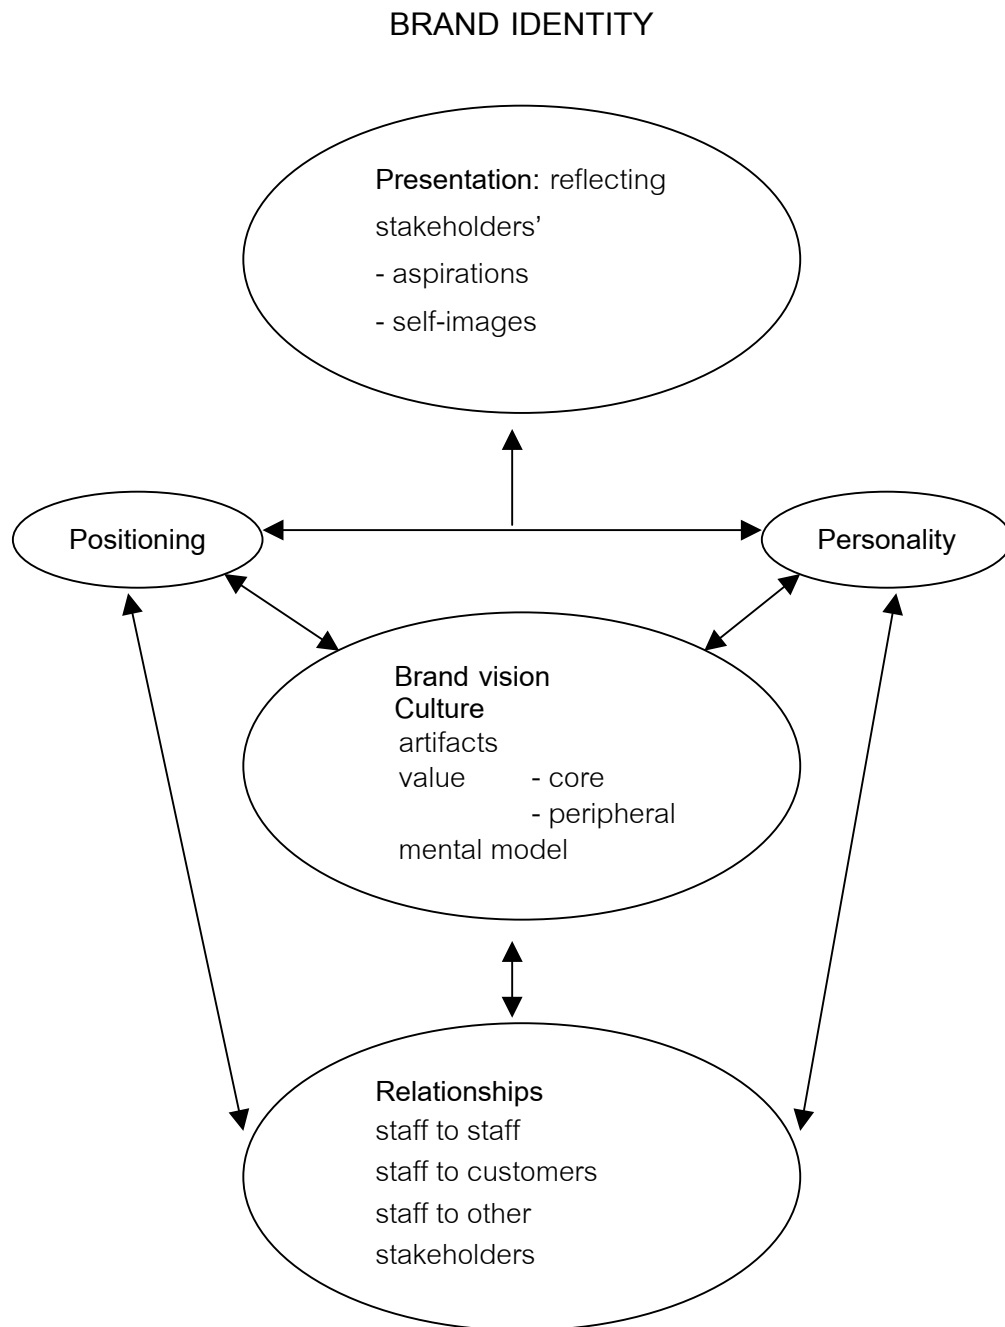 BRAND IDENTITY
Presentation: reflecting
stakeholders’
- aspirations
- self-images
Positioning
Personality
Brand vision
Culture
artifacts
value - core
- peripheral
mental model
Relationships
staff to staff
staff to customers
staff to other
stakeholders